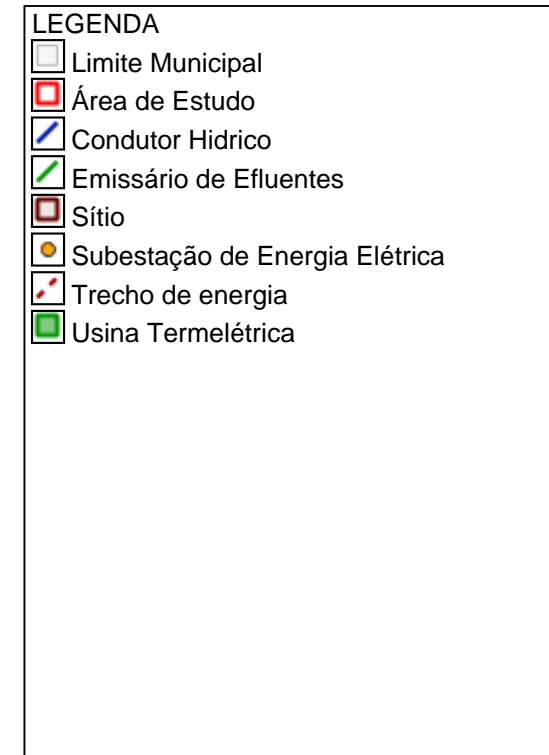 LEGENDA
Limite Municipal
Área de Estudo
Condutor Hidrico
Emissário de Efluentes
Sítio
Subestação de Energia Elétrica
Trecho de energia
Usina Termelétrica